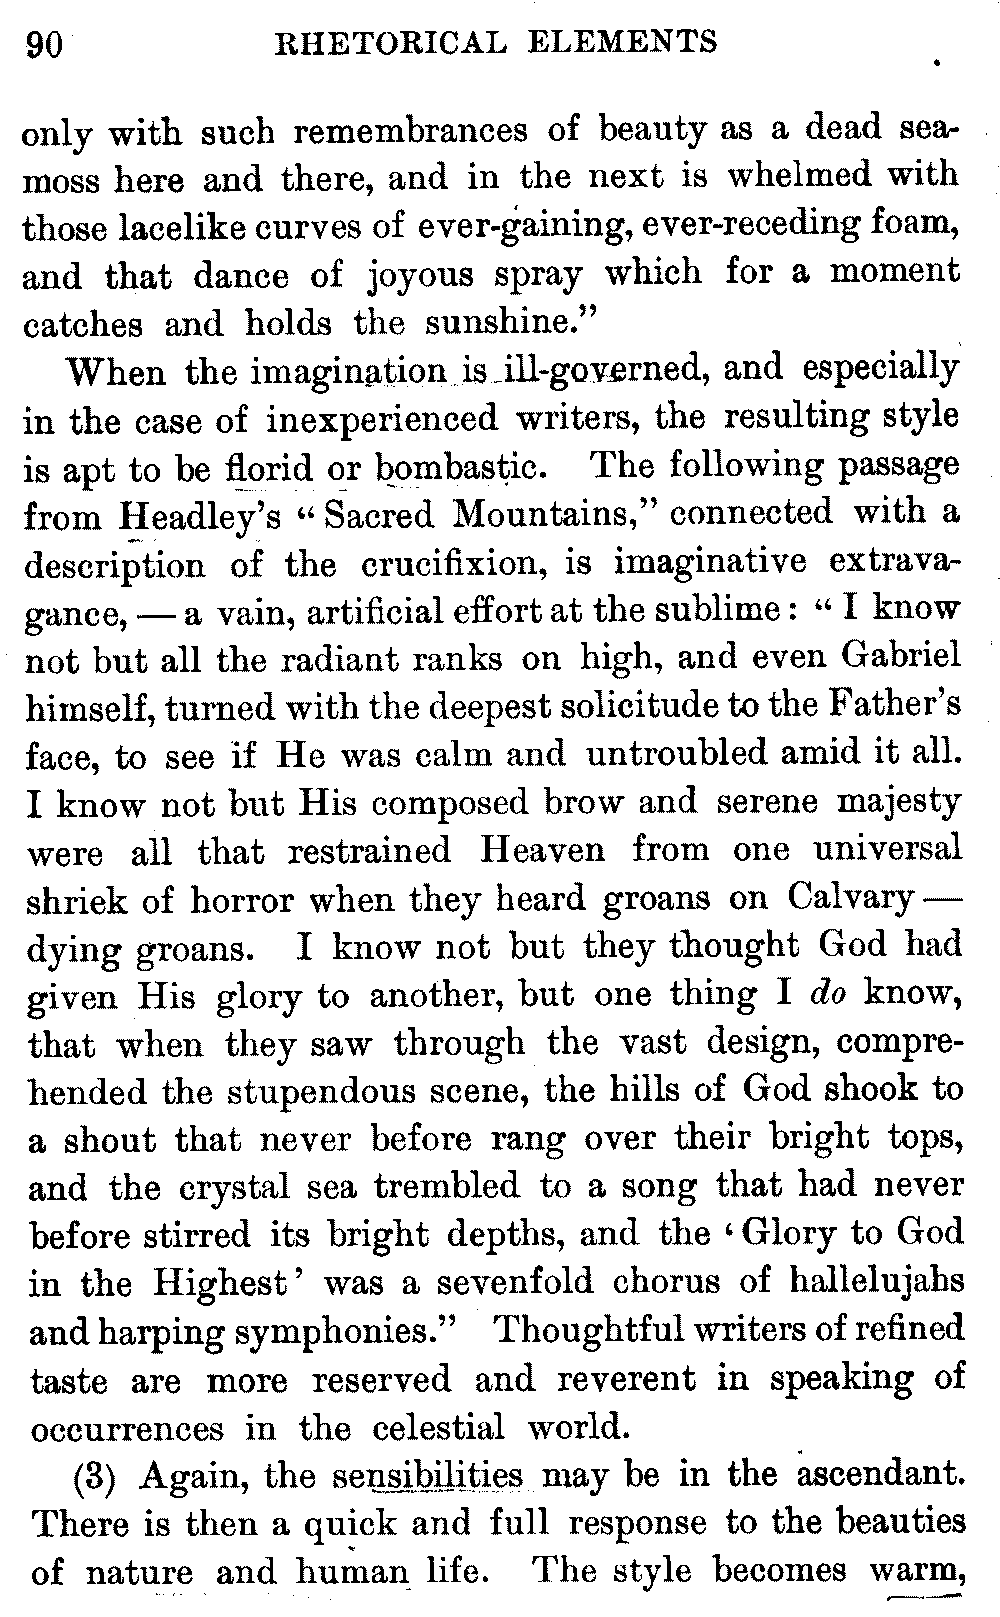 90 RHETORICAL ELEMENTS
only with such remembrances of beauty as a dead sea-
moss here and there, and in the next is whelmed with
those lacelike curves of ever-gaining, ever-receding foam,
and that dance of joyous spray which for a moment
catches and holds the sunshine."
When the imagination is ill-governed, and especially
in the case of inexperienced writers, the resulting style
is apt to be florid or bombastic. The following passage
from Headley's "Sacred Mountains," connected with a
description of the crucifixion, is imaginative extrava-
gance, — a vain, artificial effort at the sublime: "I know
not but all the radiant ranks on high, and even Gabriel
himself, turned with the deepest solicitude to the Father's
face, to see if He was calm and untroubled amid it all.
I know not but His composed brow and serene majesty
were all that restrained Heaven from one universal
shriek of horror when they heard groans on Calvary —
dying groans. I know not but they thought God had
given His glory to another, but one thing I do know,
that when they saw through the vast design, compre-
hended the stupendous scene, the hills of God shook to
a shout that never before rang over their bright tops,
and the crystal sea trembled to a song that had never
before stirred its bright depths, and the 'Glory to God
in the Highest' was a sevenfold chorus of hallelujahs
and harping symphonies." Thoughtful writers of refined
taste are more reserved and reverent in speaking of
occurrences in the celestial world.
(3) Again, the sensibilities may be in the ascendant.
There is then a quick and full response to the beauties
of nature and human life. The style becomes warm,